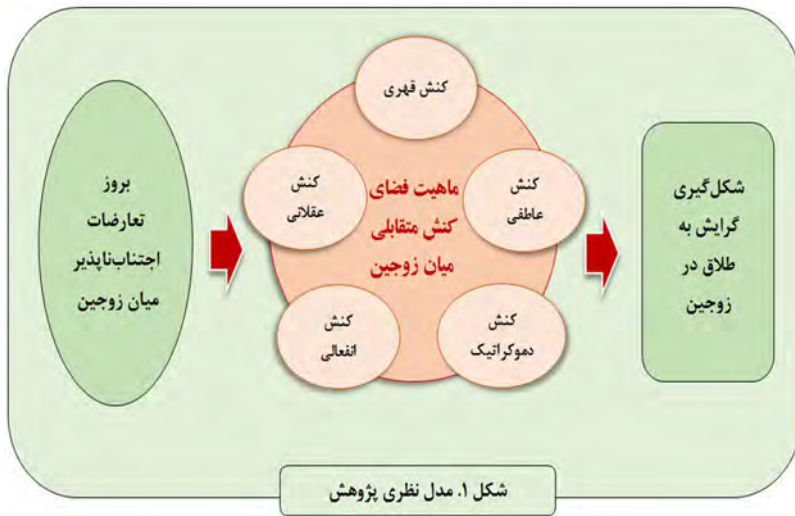 کنش قهری
بروز
تعارضات
اجتناب‌ناپذیر
میان زوجین
کنش
عقلانی
ماهیت فضای
کنش متقابلی
میان زوجین
کنش
عاطفی
کنش
انفعالی
کنش
دموکراتیک
شکل‌گیری
گرایش به
طلاق در
زوجین
شکل ۱. مدل نظری پژوهش